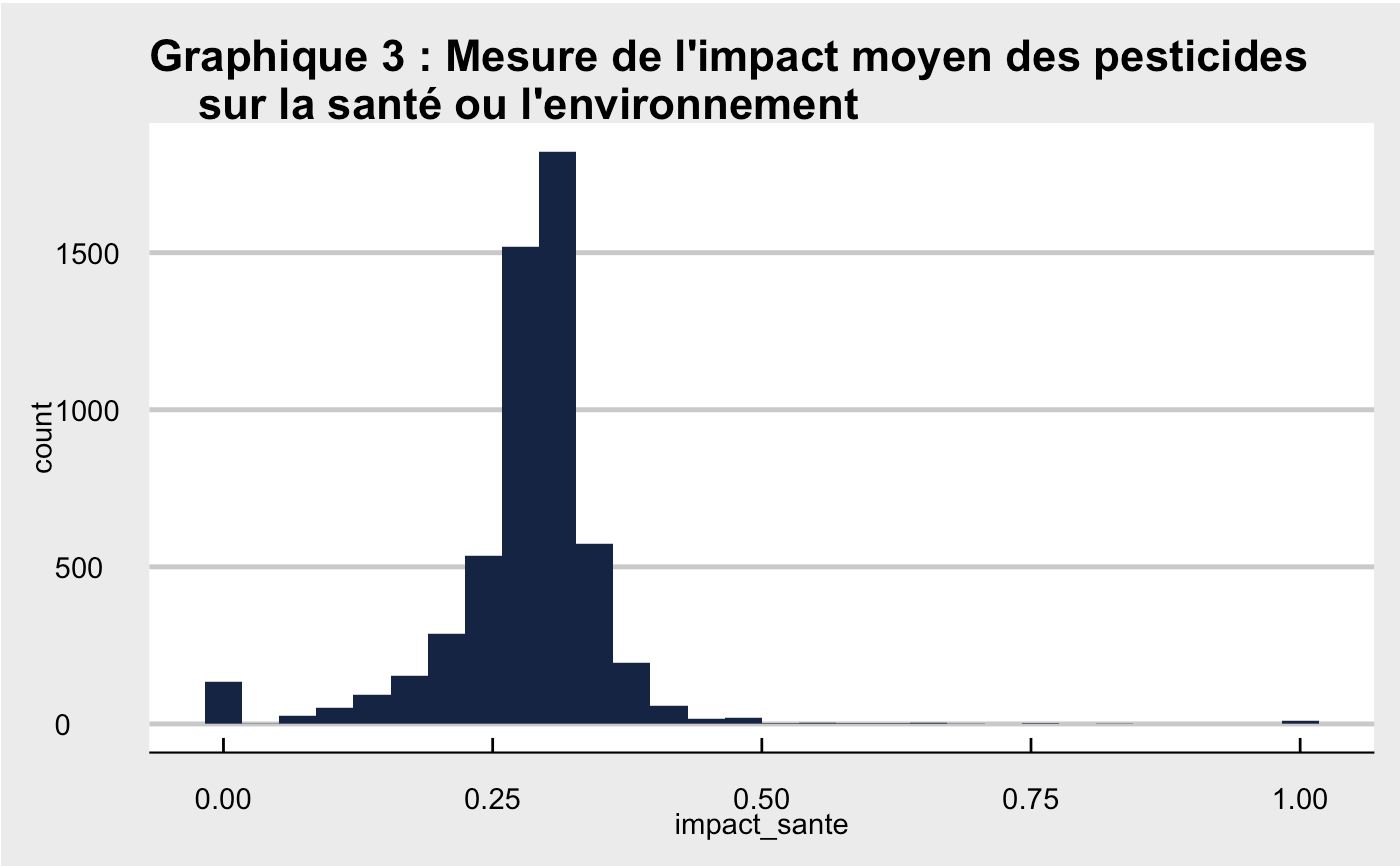 Graphique 3 : Mesure de l'impact moyen des pesticides
sur la santé ou l'environnement
1500
1000
500
0
count
0.00 0.25 0.50 0.75 1.00
impact_sante